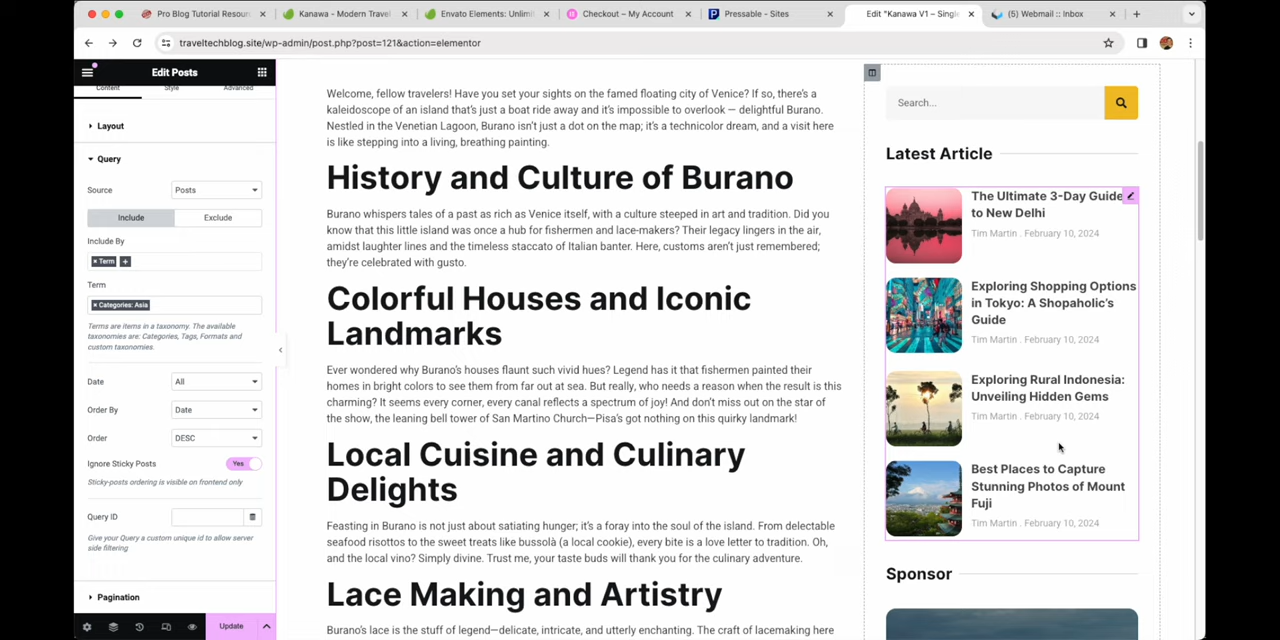 Pro Blog Tutorial Resour
Kanawa - Modern Travel
Envato Elements: Unlimi
Checkout – My Account
Pressable - Sites
Edit "Kanawa V1 – Single
(5) Webmail :: Inbox
traveltechblog.site/wp-admin/post.php?post=121&action=elementor
Edit Posts
Content Style Advanced
Layout
Query
Source Posts
Include Exclude
Include By
× Term +
Term
× Categories: Asia
Terms are items in a taxonomy. The available
taxonomies are: Categories, Tags, Formats and
custom taxonomies.
Date All
Order By Date
Order DESC
Ignore Sticky Posts Yes
Sticky-posts ordering is visible on frontend only
Query ID
Give your Query a custom unique id to allow server
side filtering
Pagination
Update
Welcome, fellow travelers! Have you set your sights on the famed floating city of Venice? If so, there's a
kaleidoscope of an island that's just a boat ride away and it's impossible to overlook — delightful Burano.
Nestled in the Venetian Lagoon, Burano isn't just a dot on the map; it's a technicolor dream, and a visit here
is like stepping into a living, breathing painting.
History and Culture of Burano
Burano whispers tales of a past as rich as Venice itself, with a culture steeped in art and tradition. Did you
know that this little island was once a hub for fishermen and lace-makers? Their legacy lingers in the air,
amidst laughter lines and the timeless staccato of Italian banter. Here, customs aren't just remembered;
they're celebrated with gusto.
Colorful Houses and Iconic
Landmarks
Ever wondered why Burano's houses flaunt such vivid hues? Legend has it that fishermen painted their
homes in bright colors to see them from far out at sea. But really, who needs a reason when the result is this
charming? It seems every corner, every canal reflects a spectrum of joy! And don't miss out on the star of
the show, the leaning bell tower of San Martino Church—Pisa's got nothing on this quirky landmark!
Local Cuisine and Culinary
Delights
Feasting in Burano is not just about satiating hunger; it's a foray into the soul of the island. From delectable
seafood risottos to the sweet treats like bussolà (a local cookie), every bite is a love letter to tradition. Oh,
and the local vino? Simply divine. Trust me, your taste buds will thank you for the culinary adventure.
Lace Making and Artistry
Burano's lace is the stuff of legend—delicate, intricate, and utterly enchanting. The craft of lacemaking here
Search...
Latest Article
The Ultimate 3-Day Guide
to New Delhi
Tim Martin . February 10, 2024
Exploring Shopping Options
in Tokyo: A Shopaholic's
Guide
Tim Martin . February 10, 2024
Exploring Rural Indonesia:
Unveiling Hidden Gems
Tim Martin . February 10, 2024
Best Places to Capture
Stunning Photos of Mount
Fuji
Tim Martin . February 10, 2024
Sponsor